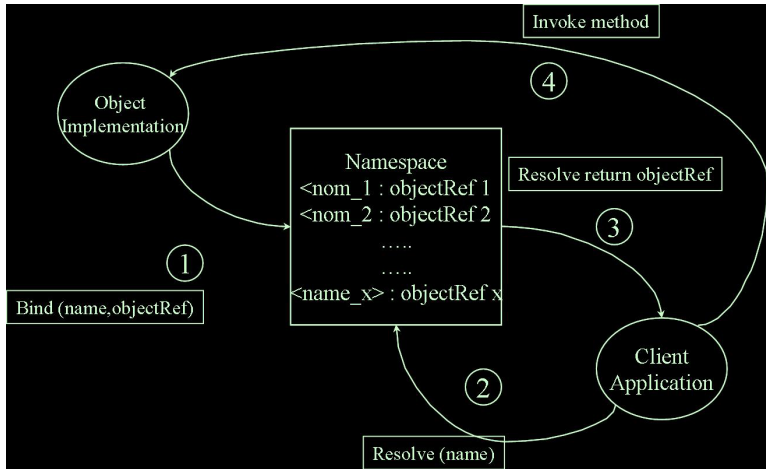 Invoke method
4
Object
Implementation
Namespace
<nom_1 : objectRef 1
<nom_2 : objectRef 2
.....
.....
<name_x> : objectRef x
Resolve return objectRef
3
1
Bind (name,objectRef)
Client
Application
2
Resolve (name)